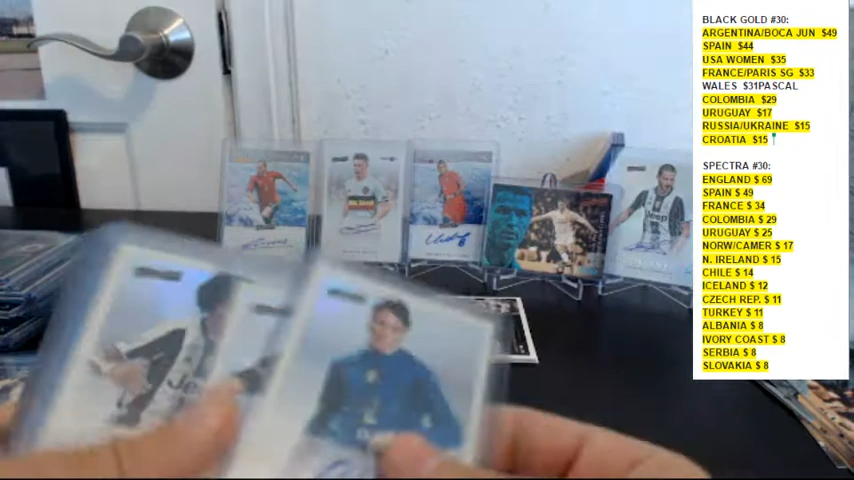 BLACK GOLD #30:
ARGENTINA/BOCA JUN $49
SPAIN $44
USA WOMEN $35
FRANCE/PARIS SG $33
WALES $31PASCAL
COLOMBIA $29
URUGUAY $17
RUSSIA/UKRAINE $15
CROATIA $15
SPECTRA #30:
ENGLAND $ 69
SPAIN $ 49
FRANCE $ 34
COLOMBIA $ 29
URUGUAY $ 25
NORW/CAMER $ 17
N. IRELAND $ 15
CHILE $ 14
ICELAND $ 12
CZECH REP. $ 11
TURKEY $ 11
ALBANIA $ 8
IVORY COAST $ 8
SERBIA $ 8
SLOVAKIA $ 8
Jeep